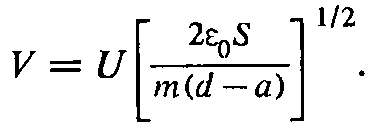 V = U [ 2ε₀S / m(d − a) ]^{1/2}.